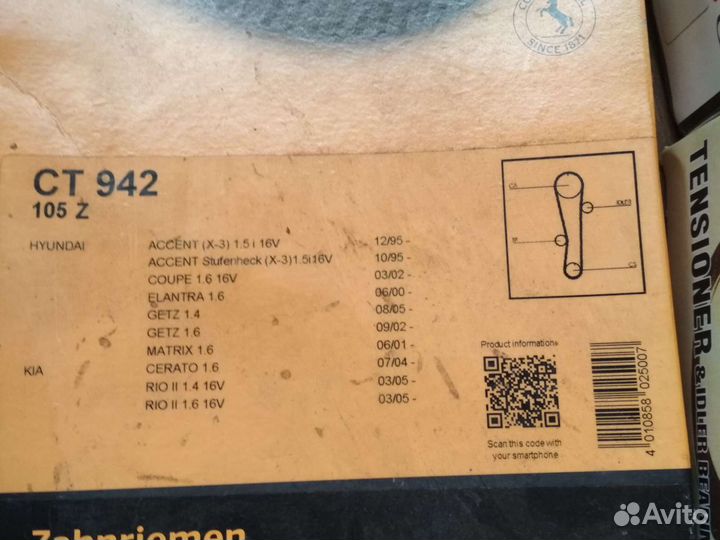 SINCE 1871
CT 942
105 Z
HYUNDAI ACCENT (X-3) 1.5 i 16V 12/95 -
ACCENT Stufenheck (X-3)1.5i16V 10/95 -
COUPE 1.6 16V 03/02 -
ELANTRA 1.6 06/00 -
GETZ 1.4 08/05 -
GETZ 1.6 09/02 -
MATRIX 1.6 06/01 -
KIA CERATO 1.6 07/04 -
RIO II 1.4 16V 03/05 -
RIO II 1.6 16V 03/05 -
Product information:
Scan this code with
your smartphone
4 010858 025007
TENSIONER & IDLER BEARING
Zahnriemen
Avito